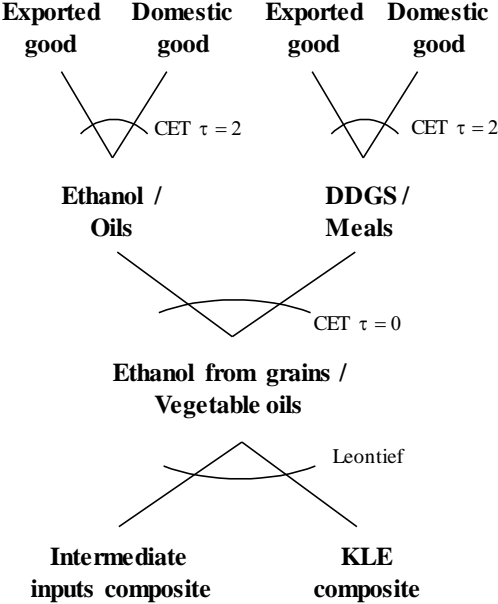 Exported good
Domestic good
Exported good
Domestic good
CET τ = 2
CET τ = 2
Ethanol /
Oils
DDGS /
Meals
CET τ = 0
Ethanol from grains /
Vegetable oils
Leontief
Intermediate
inputs composite
KLE
composite